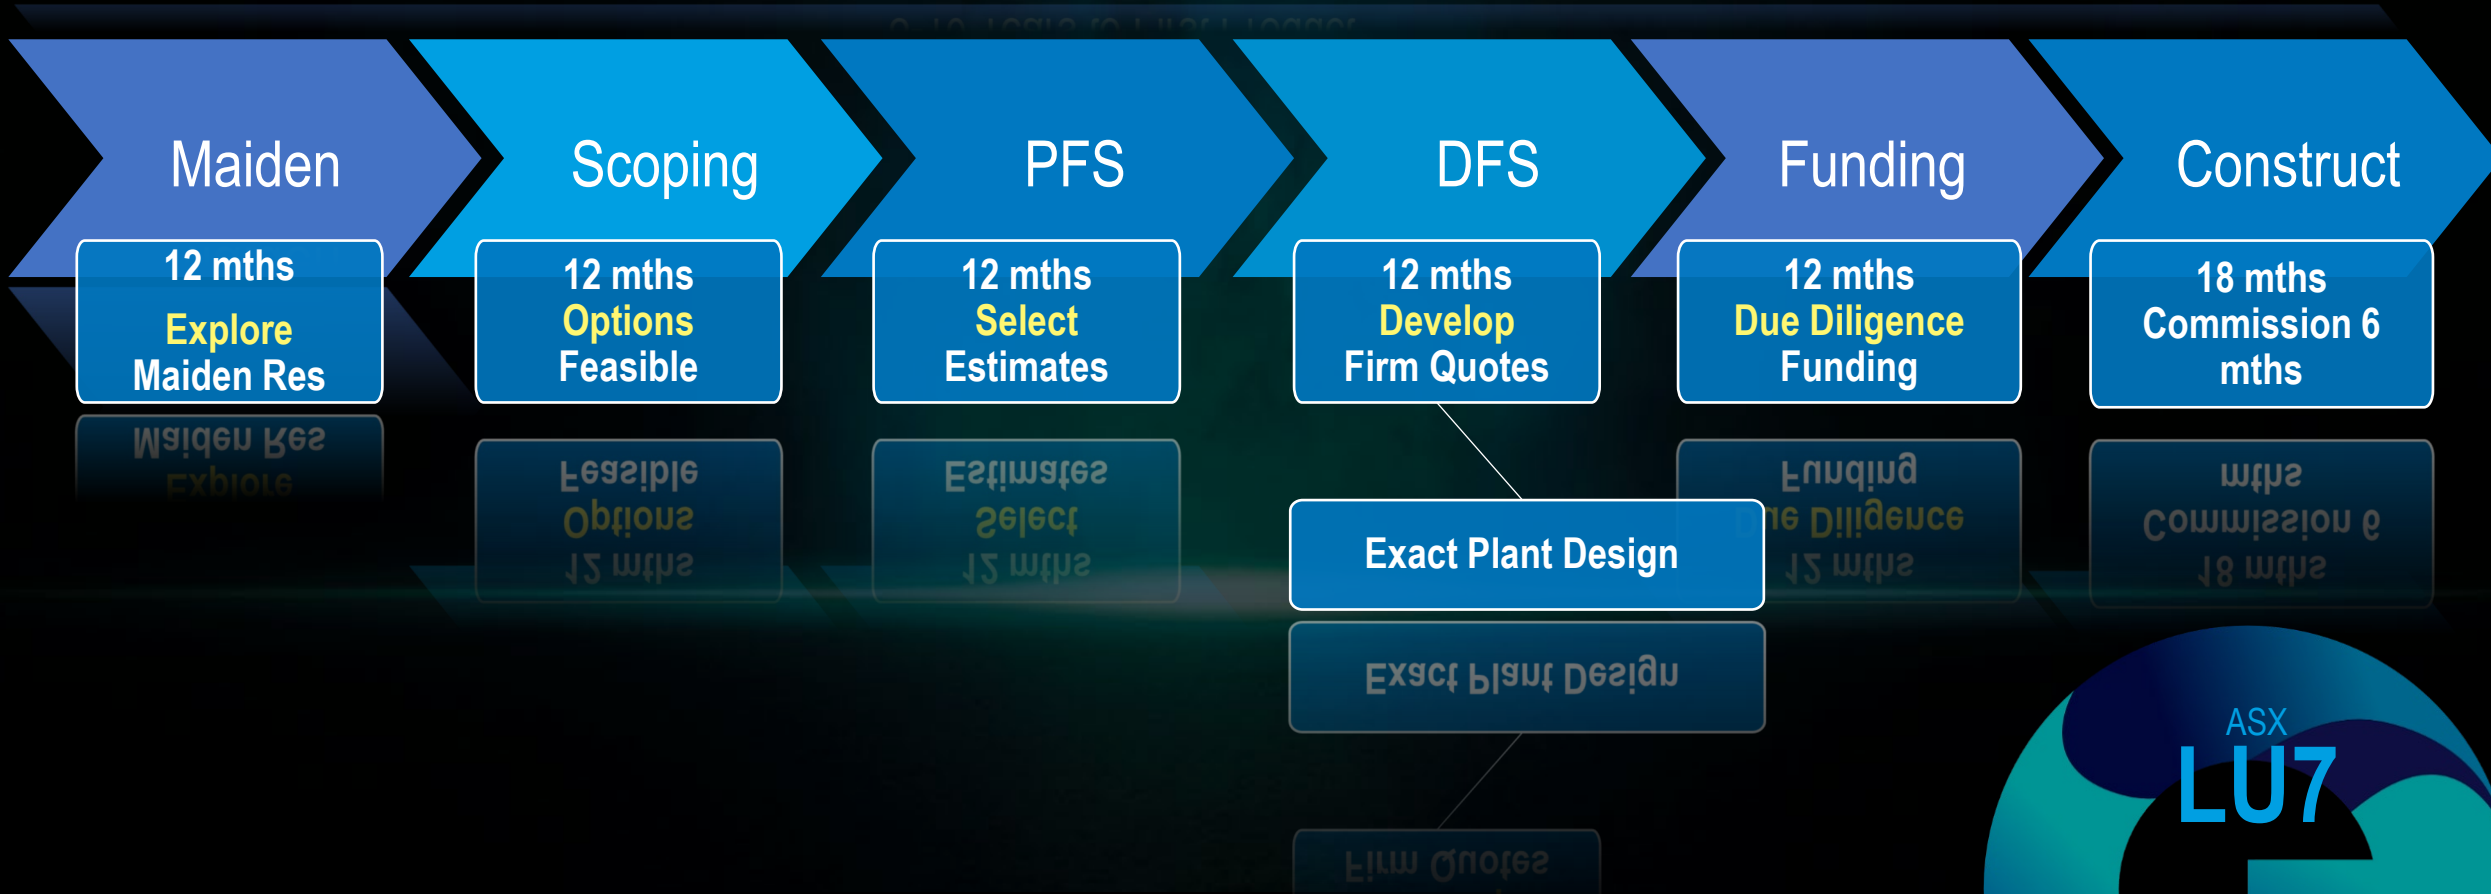 Maiden
Scoping
PFS
DFS
Funding
Construct
12 mths
Explore
Maiden Res
12 mths
Options
Feasible
12 mths
Select
Estimates
12 mths
Develop
Firm Quotes
12 mths
Due Diligence
Funding
18 mths
Commission 6
mths
Exact Plant Design
ASX
LU7